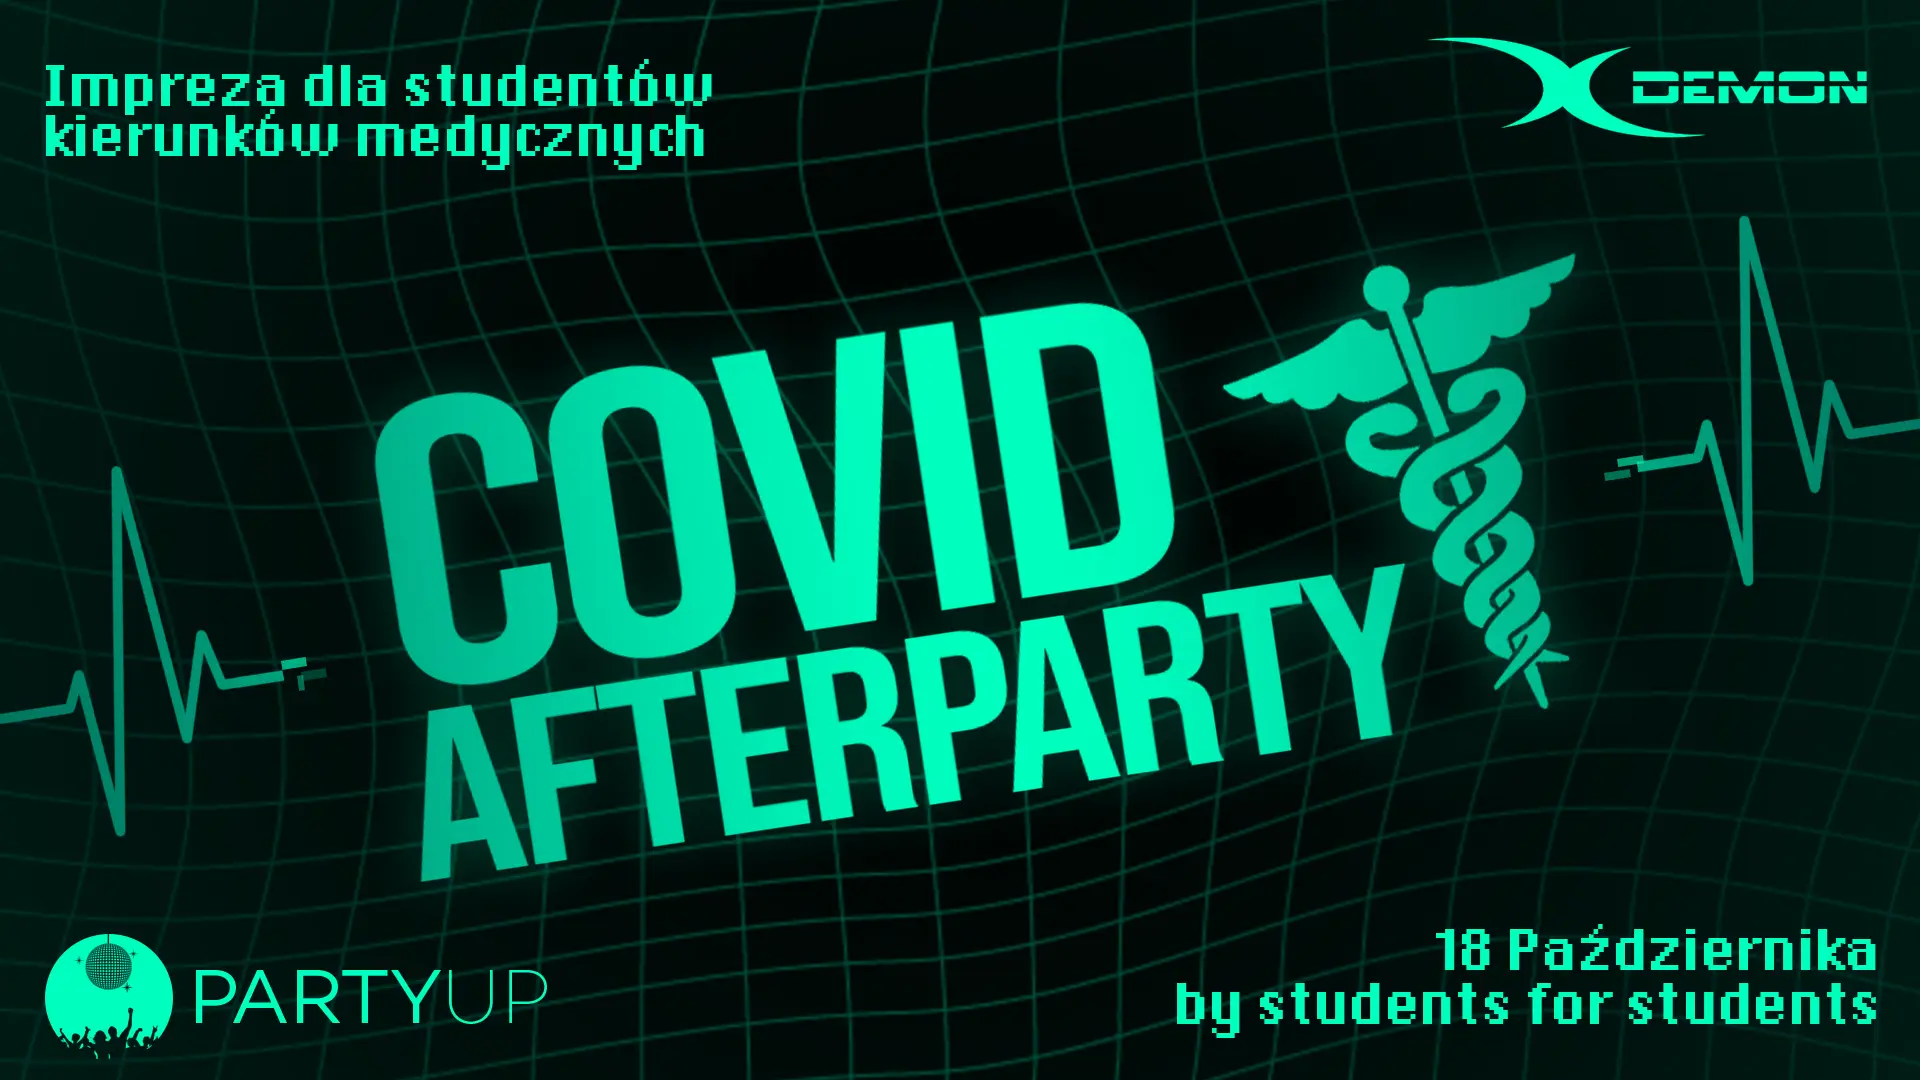 Impreza dla studentów
kierunków medycznych
DEMON
COVID
AFTERPARTY
PARTYUP
18 Października
by students for students